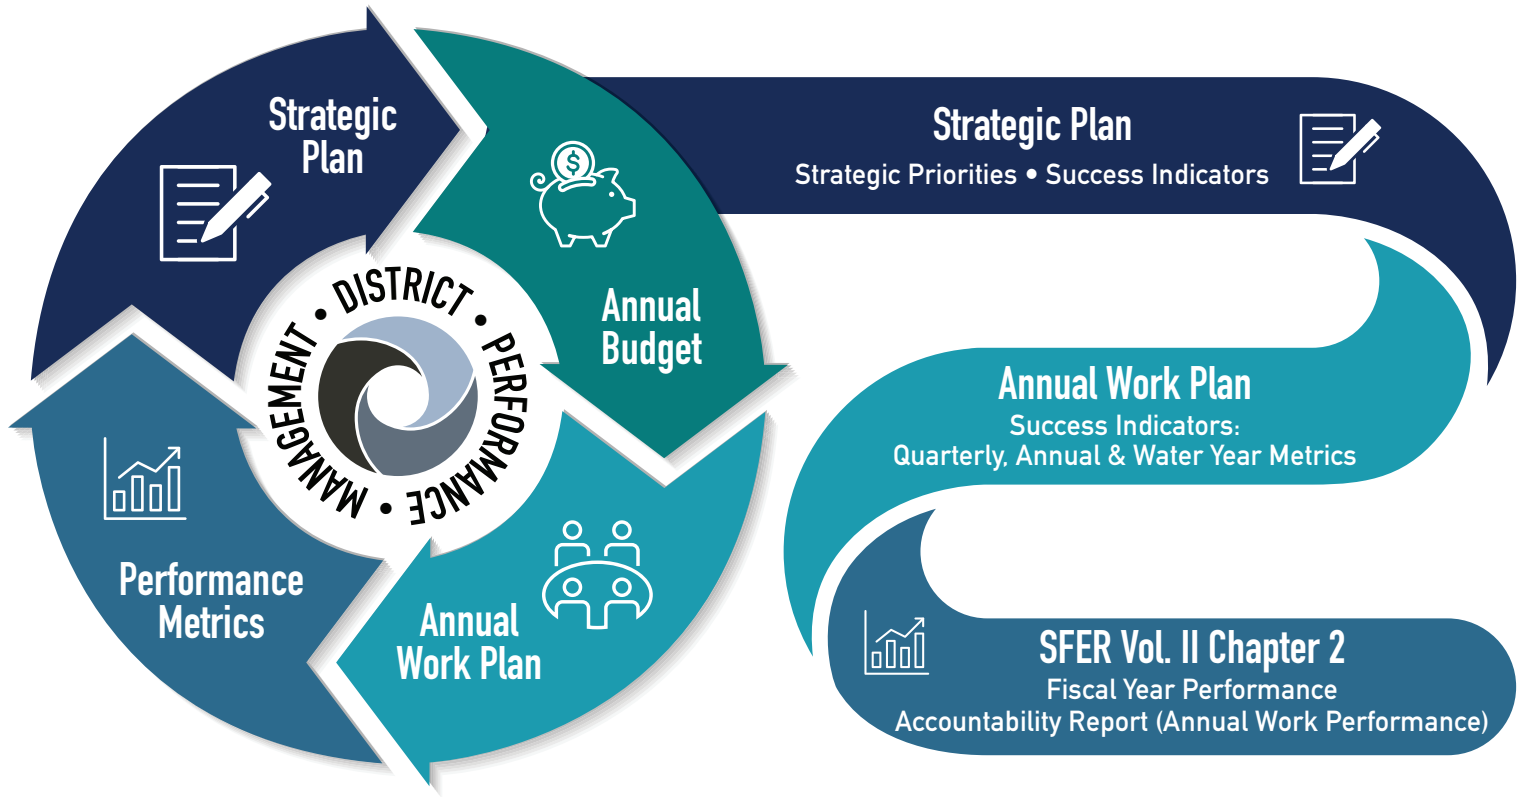 Strategic
Plan
$
Annual
Budget
Annual
Work Plan
Performance
Metrics
• DISTRICT • PERFORMANCE • MANAGEMENT
Strategic Plan
Strategic Priorities • Success Indicators
Annual Work Plan
Success Indicators:
Quarterly, Annual & Water Year Metrics
SFER Vol. II Chapter 2
Fiscal Year Performance
Accountability Report (Annual Work Performance)